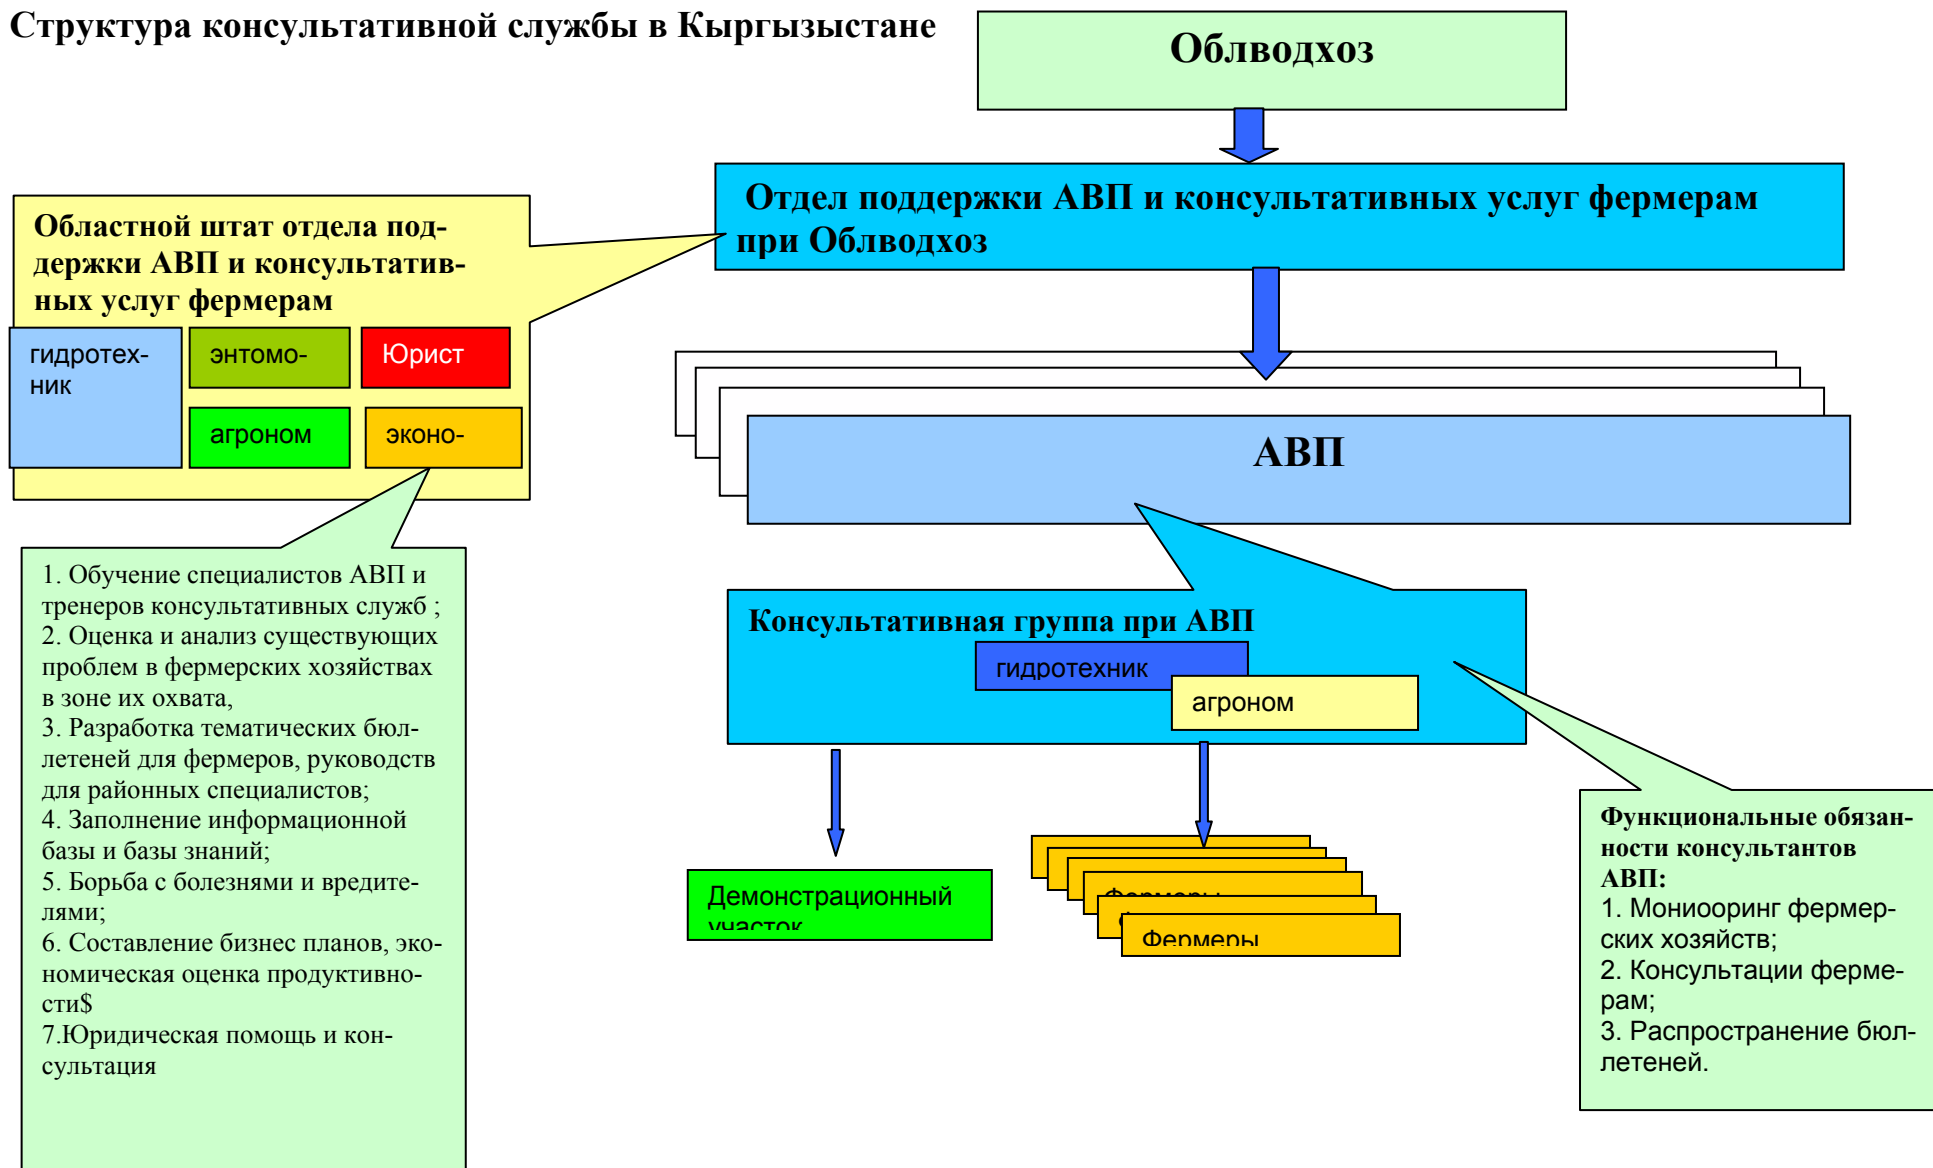 Структура консультативной службы в Кыргызыстане
Облводхоз
Отдел поддержки АВП и консультативных услуг фермерам
при Облводхоз
Областной штат отдела под-
держки АВП и консультатив-
ных услуг фермерам
гидротех-
ник
энтомо-
Юрист
агроном
эконо-
АВП
1. Обучение специалистов АВП и
тренеров консультативных служб ;
2. Оценка и анализ существующих
проблем в фермерских хозяйствах
в зоне их охвата,
3. Разработка тематических бюл-
летеней для фермеров, руководств
для районных специалистов;
4. Заполнение информационной
базы и базы знаний;
5. Борьба с болезнями и вредите-
лями;
6. Составление бизнес планов, эко-
номическая оценка продуктивно-
сти$
7.Юридическая помощь и кон-
сультация
Консультативная группа при АВП
гидротехник
агроном
Демонстрационный
участок
Фермеры
Фермеры
Функциональные обязан-
ности консультантов
АВП:
1. Мониооринг фермер-
ских хозяйств;
2. Консультации ферме-
рам;
3. Распространение бюл-
летеней.